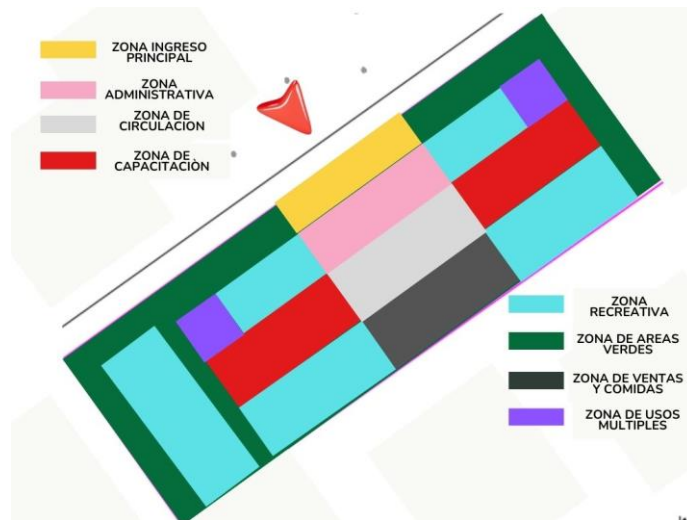 ZONA INGRESO
PRINCIPAL
ZONA
ADMINISTRATIVA
ZONA DE
CIRCULACION
ZONA DE
CAPACITACIÒN
ZONA
RECREATIVA
ZONA DE AREAS
VERDES
ZONA DE VENTAS
Y COMIDAS
ZONA DE USOS
MULTIPLES